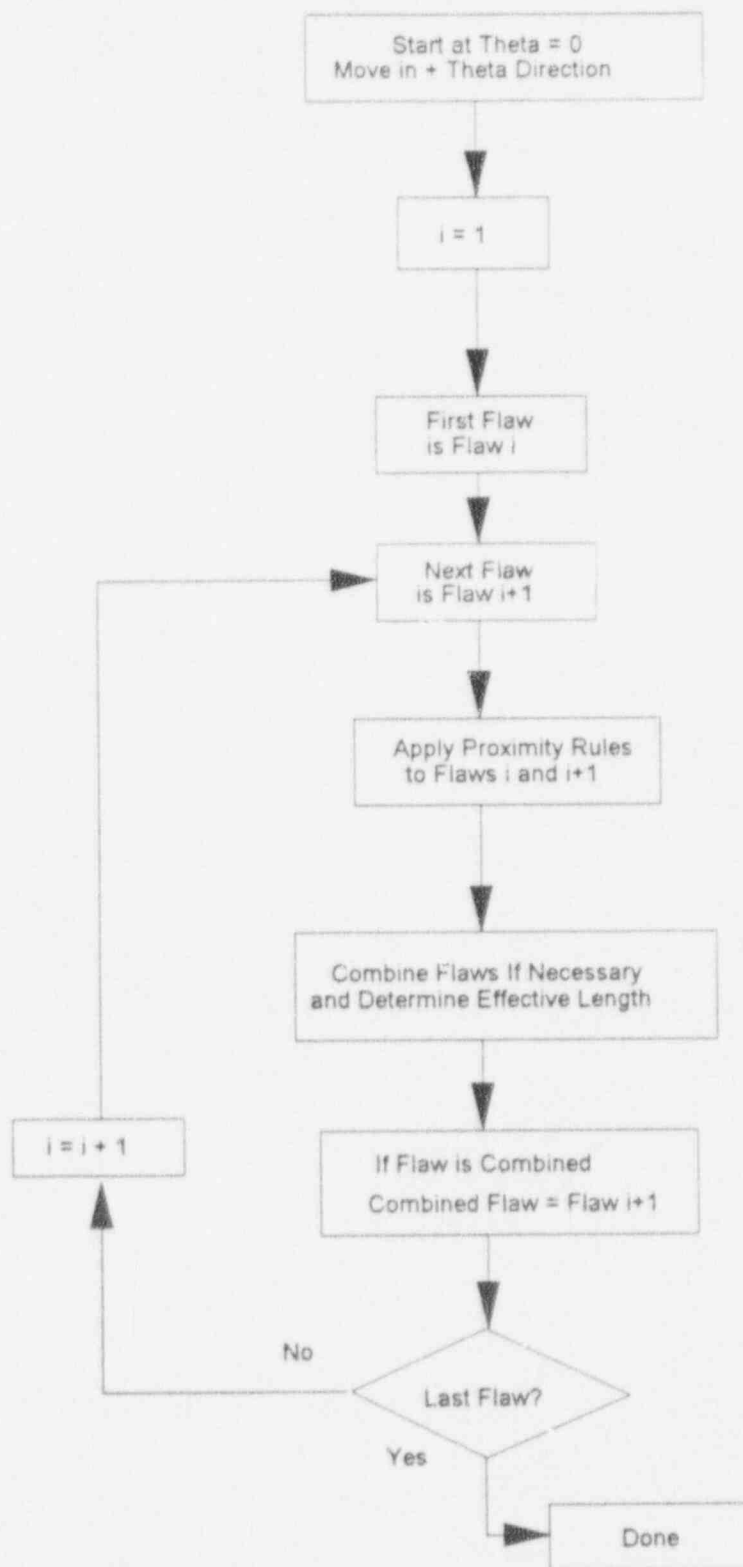 Start at Theta = 0
Move in + Theta Direction
i = 1
First Flaw
is Flaw i
Next Flaw
is Flaw i+1
Apply Proximity Rules
to Flaws i and i+1
Combine Flaws If Necessary
and Determine Effective Length
If Flaw is Combined
Combined Flaw = Flaw i+1
i = i + 1
No
Last Flaw?
Yes
Done